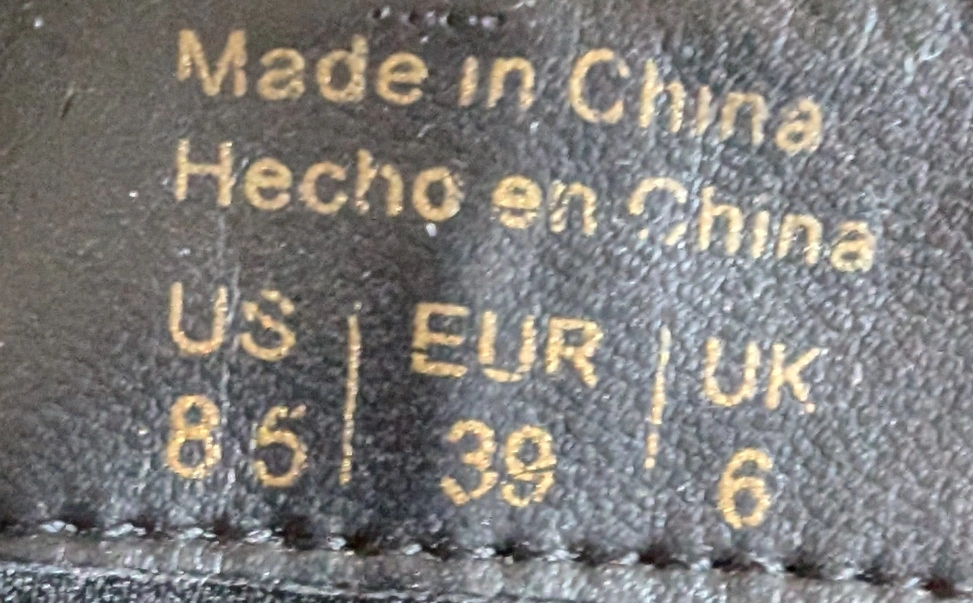 Made in China
Hecho en China
US | EUR | UK
8 5 | 39 | 6